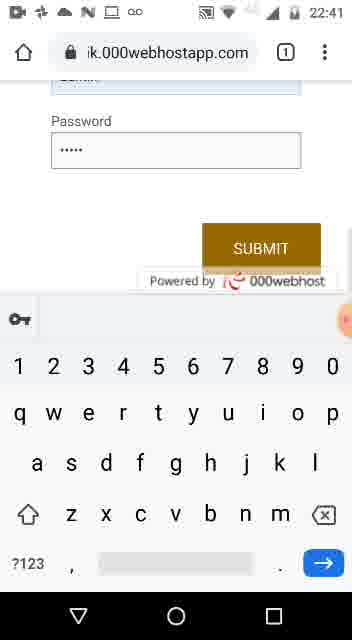 22:41
ik.000webhostapp.com
1
Password
•••••
SUBMIT
Powered by 000webhost
1 2 3 4 5 6 7 8 9 0
q w e r t y u i o p
a s d f g h j k l
z x c v b n m
?123 , .